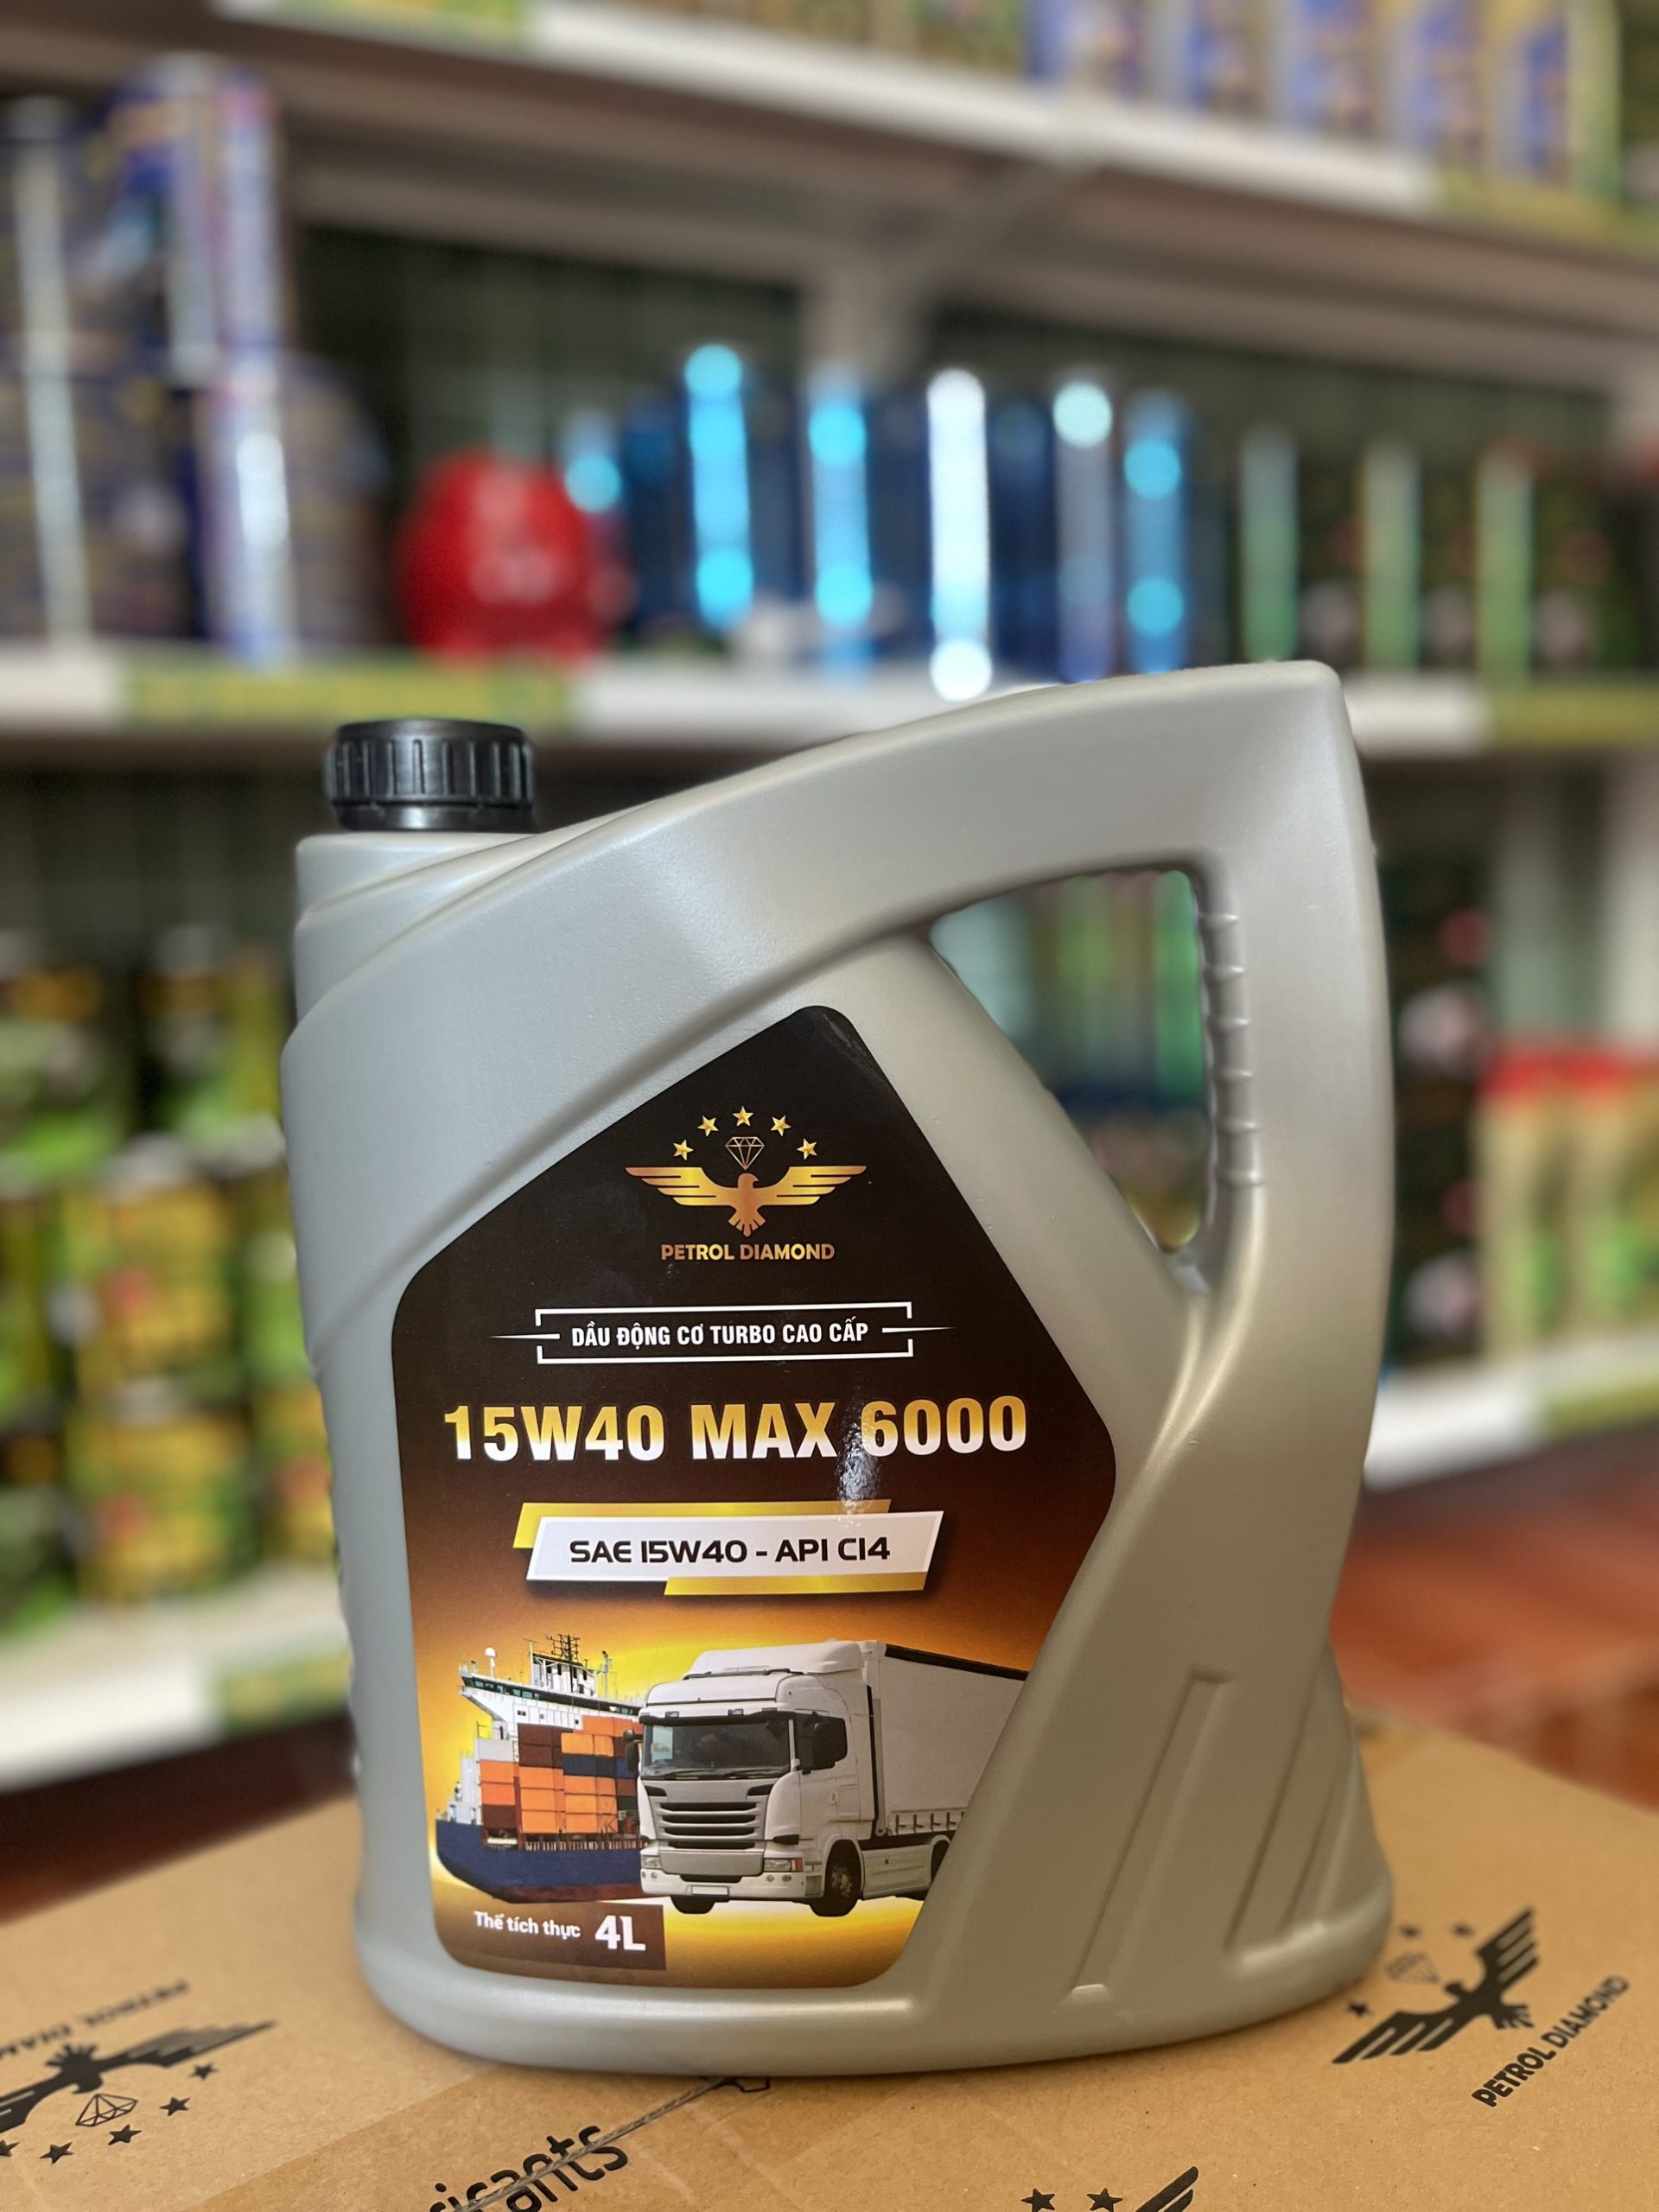 PETROL DIAMOND
DẦU ĐỘNG CƠ TURBO CAO CẤP
15W40 MAX 6000
SAE 15W40 - API CI4
Thể tích thực 4L
PETROL DIAMOND